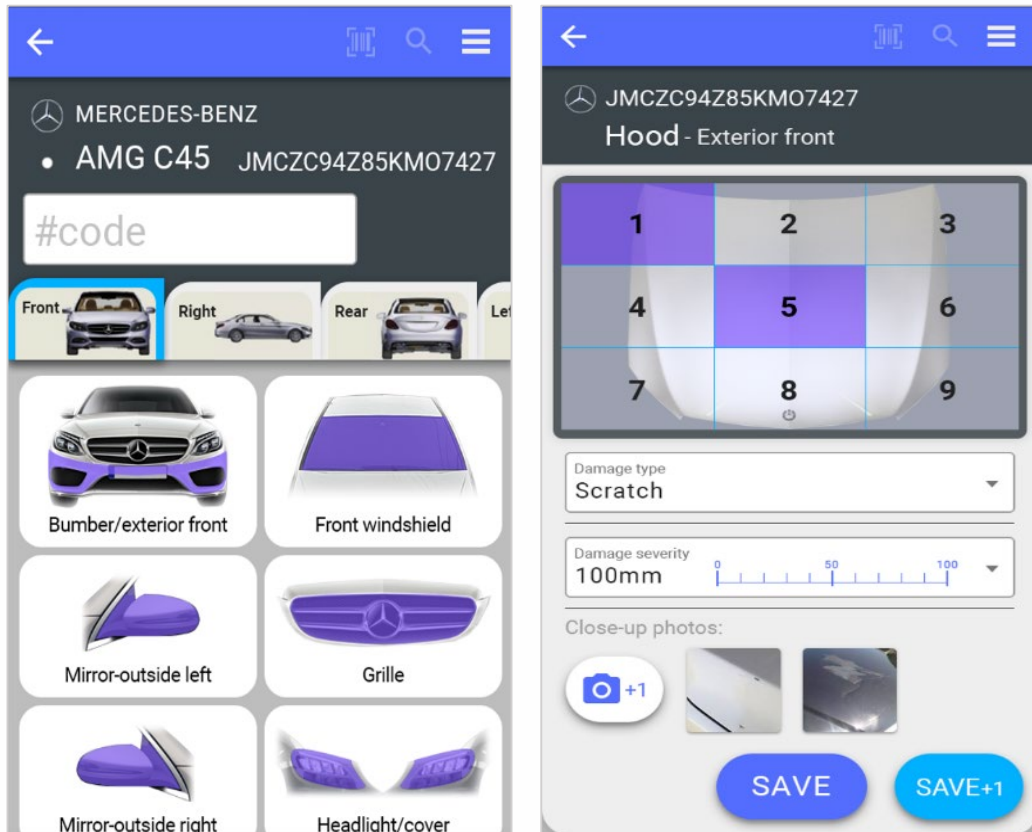 MERCEDES-BENZ
• AMG C45 JMCZC94Z85KMO7427
#code
Front
Right
Rear
Lef
Bumber/exterior front
Front windshield
Mirror-outside left
Grille
Mirror-outside right
Headlight/cover
JMCZC94Z85KMO7427
Hood - Exterior front
1 2 3
4 5 6
7 8 9
Damage type
Scratch
Damage severity
100mm 0 50 100
Close-up photos:
+1
SAVE
SAVE+1